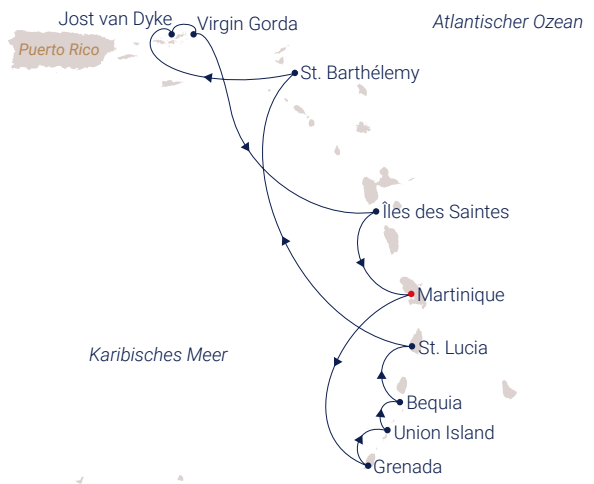 Jost van Dyke
Virgin Gorda
Atlantischer Ozean
Puerto Rico
St. Barthélemy
Îles des Saintes
Martinique
St. Lucia
Karibisches Meer
Bequia
Union Island
Grenada